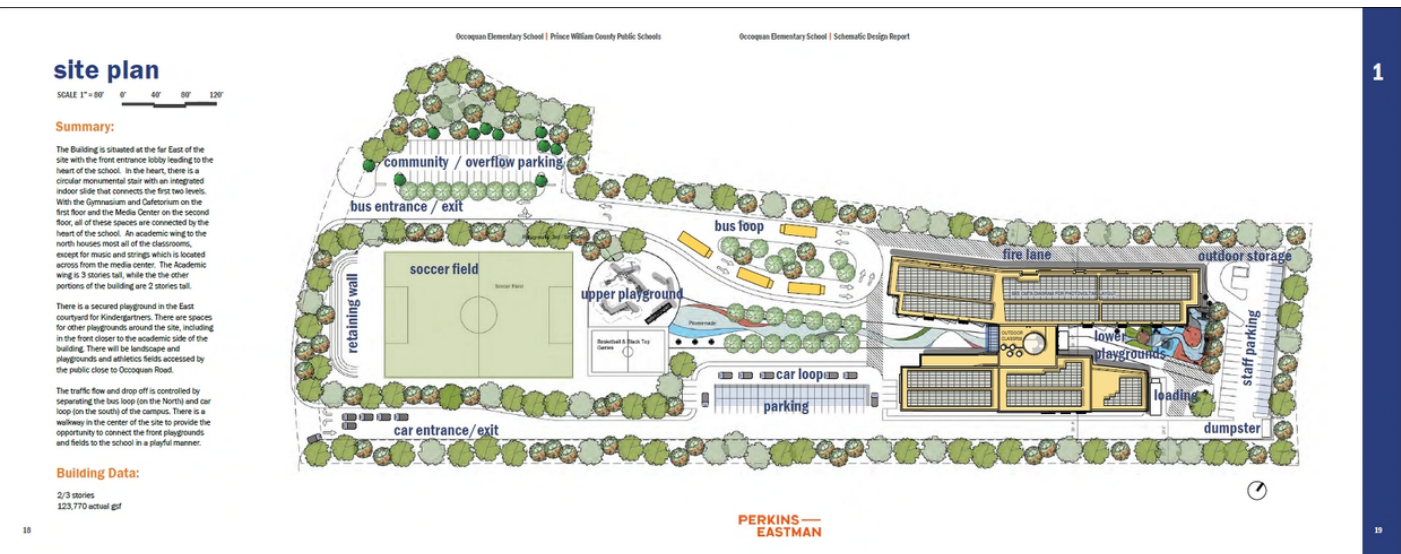 Occoquan Elementary School | Prince William County Public Schools
Occoquan Elementary School | Schematic Design Report
1
site plan
SCALE 1" = 80' 0' 40' 80' 120'
Summary:
The Building is situated at the far East of the
site with the front entrance lobby leading to the
heart of the school. In the heart, there is a
circular monumental stair with an integrated
indoor slide that connects the first two levels.
With the Gymnasium and Cafetorium on the
first floor and the Media Center on the second
floor, all of these spaces are connected by the
heart of the school. An academic wing to the
north houses most all of the classrooms,
except for music and strings which is located
across from the media center. The Academic
wing is 3 stories tall, while the the other
portions of the building are 2 stories tall.
There is a secured playground in the East
courtyard for Kindergartners. There are spaces
for other playgrounds around the site, including
in the front closer to the academic side of the
building. There will be landscape and
playgrounds and athletics fields accessed by
the public close to Occoquan Road.
The traffic flow and drop off is controlled by
separating the bus loop (on the North) and car
loop (on the south) of the campus. There is a
walkway in the center of the site to provide the
opportunity to connect the front playgrounds
and fields to the school in a playful manner.
Building Data:
2/3 stories
123,770 actual gsf
18
community / overflow parking
bus entrance / exit
bus loop
fire lane
outdoor storage
soccer field
Soccer Field
retaining wall
upper playground
Promenade
Basketball & Black Top
Games
OUTDOOR
CLASSROOM
lower
playgrounds
staff parking
car loop
parking
loading
car entrance/exit
dumpster
PERKINS—
EASTMAN
19